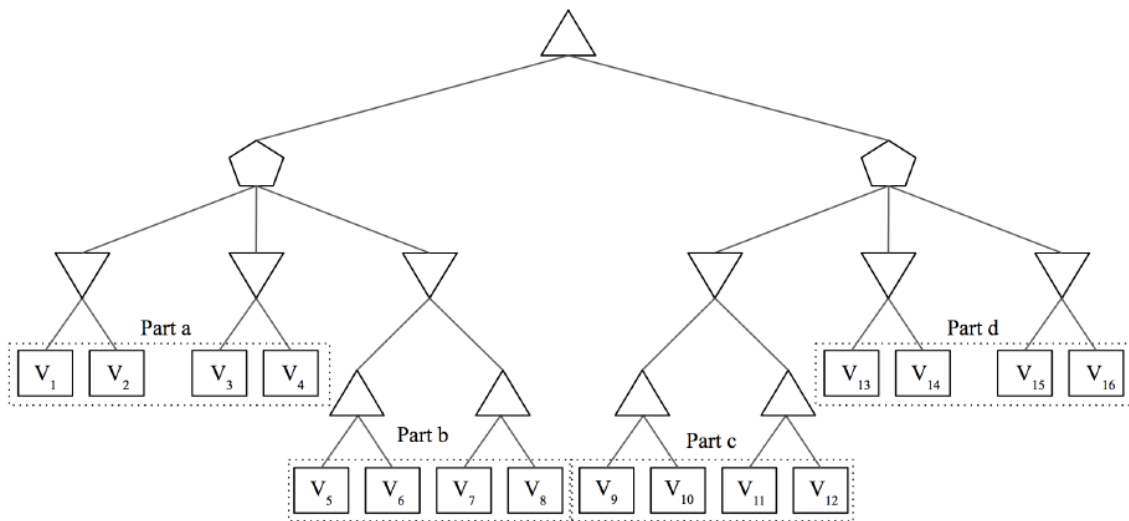 Part a
Part d
V1 V2 V3 V4
V13 V14 V15 V16
Part b
Part c
V5 V6 V7 V8 V9 V10 V11 V12